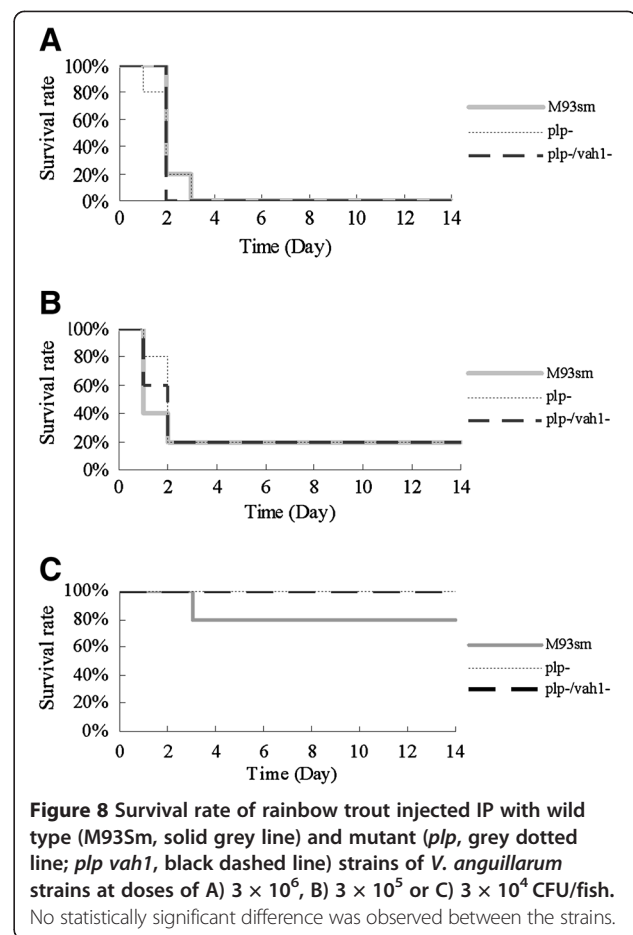 A
100%
80%
60%
40%
20%
0%
Survival rate
0 2 4 6 8 10 12 14
Time (Day)
M93sm
plp-
plp-/vah1-
B
100%
80%
60%
40%
20%
0%
Survival rate
0 2 4 6 8 10 12 14
Time (Day)
M93sm
plp-
plp-/vah1-
C
100%
80%
60%
40%
20%
0%
Survival rate
0 2 4 6 8 10 12 14
Time (Day)
M93sm
plp-
plp-/vah1-
Figure 8 Survival rate of rainbow trout injected IP with wild
type (M93Sm, solid grey line) and mutant (plp, grey dotted
line; plp vah1, black dashed line) strains of V. anguillarum
strains at doses of A) 3 × 10⁶, B) 3 × 10⁵ or C) 3 × 10⁴ CFU/fish.
No statistically significant difference was observed between the strains.